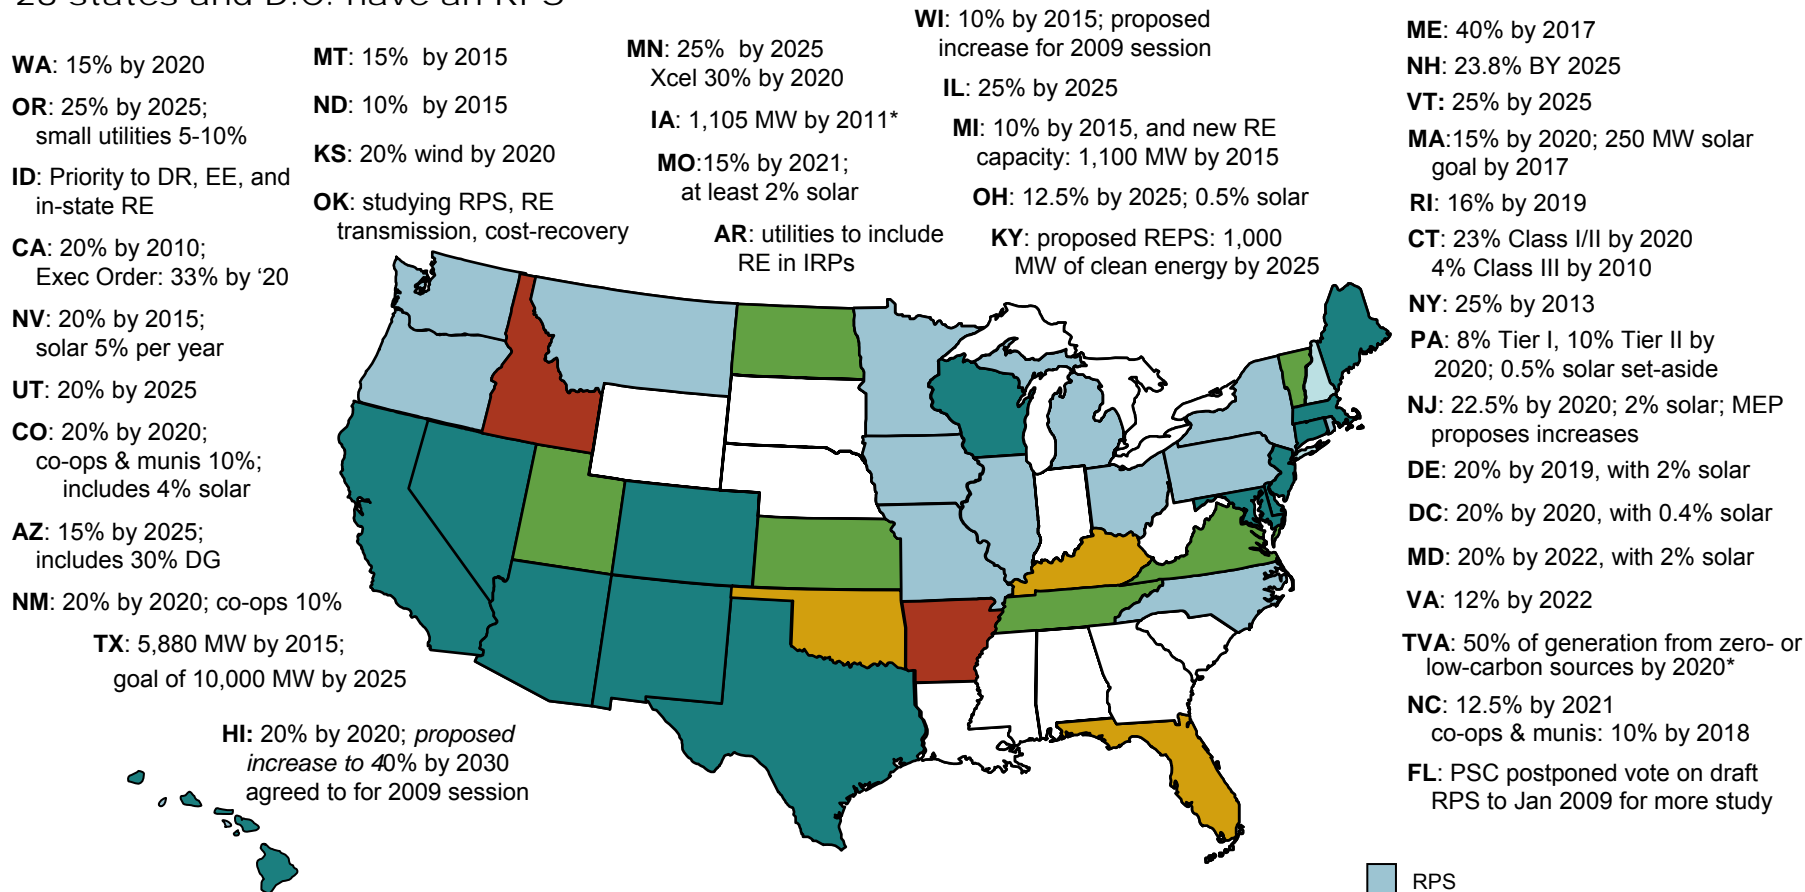 28 states and D.C. have an RPS
WA: 15% by 2020
OR: 25% by 2025;
small utilities 5-10%
ID: Priority to DR, EE, and
in-state RE
CA: 20% by 2010;
Exec Order: 33% by ‘20
NV: 20% by 2015;
solar 5% per year
UT: 20% by 2025
CO: 20% by 2020;
co-ops & munis 10%;
includes 4% solar
AZ: 15% by 2025;
includes 30% DG
NM: 20% by 2020; co-ops 10%
TX: 5,880 MW by 2015;
goal of 10,000 MW by 2025
HI: 20% by 2020; proposed
increase to 40% by 2030
agreed to for 2009 session
MT: 15% by 2015
ND: 10% by 2015
KS: 20% wind by 2020
OK: studying RPS, RE
transmission, cost-recovery
MN: 25% by 2025
Xcel 30% by 2020
IA: 1,105 MW by 2011*
MO:15% by 2021;
at least 2% solar
AR: utilities to include
RE in IRPs
WI: 10% by 2015; proposed
increase for 2009 session
IL: 25% by 2025
MI: 10% by 2015, and new RE
capacity: 1,100 MW by 2015
OH: 12.5% by 2025; 0.5% solar
KY: proposed REPS: 1,000
MW of clean energy by 2025
ME: 40% by 2017
NH: 23.8% BY 2025
VT: 25% by 2025
MA:15% by 2020; 250 MW solar
goal by 2017
RI: 16% by 2019
CT: 23% Class I/II by 2020
4% Class III by 2010
NY: 25% by 2013
PA: 8% Tier I, 10% Tier II by
2020; 0.5% solar set-aside
NJ: 22.5% by 2020; 2% solar; MEP
proposes increases
DE: 20% by 2019, with 2% solar
DC: 20% by 2020, with 0.4% solar
MD: 20% by 2022, with 2% solar
VA: 12% by 2022
TVA: 50% of generation from zero- or
low-carbon sources by 2020*
NC: 12.5% by 2021
co-ops & munis: 10% by 2018
FL: PSC postponed vote on draft
RPS to Jan 2009 for more study
RPS